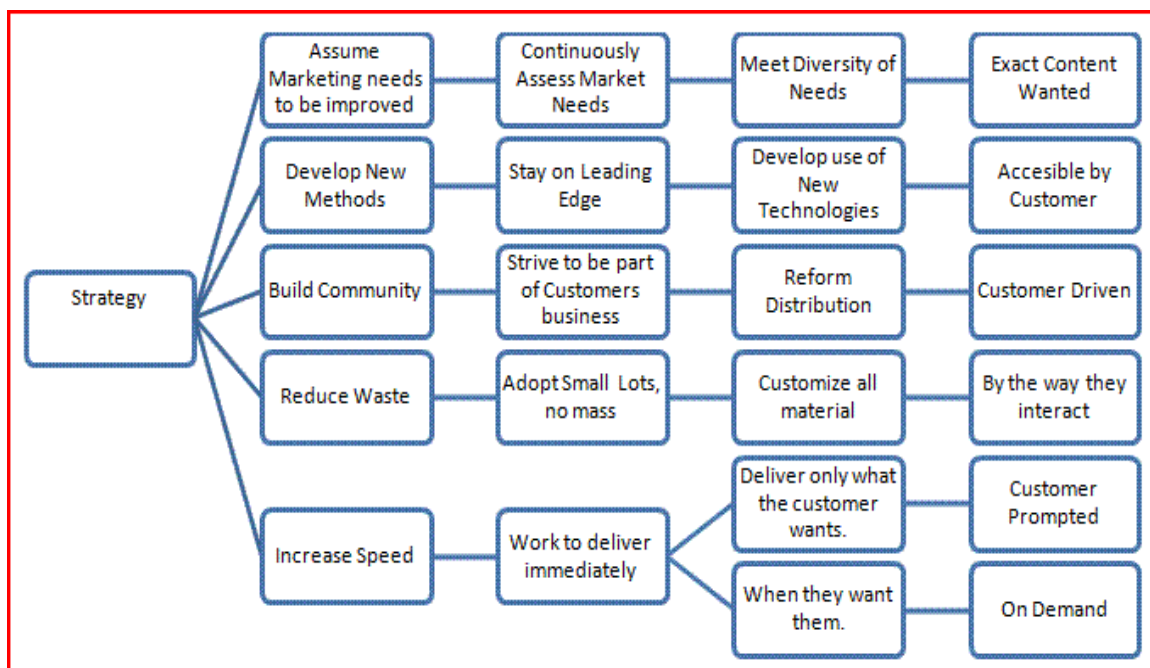 Strategy
Assume
Marketing needs
to be improved
Continuously
Assess Market
Needs
Meet Diversity of
Needs
Exact Content
Wanted
Develop New
Methods
Stay on Leading
Edge
Develop use of
New
Technologies
Accesible by
Customer
Build Community
Strive to be part
of Customers
business
Reform
Distribution
Customer Driven
Reduce Waste
Adopt Small Lots,
no mass
Customize all
material
By the way they
interact
Increase Speed
Work to deliver
immediately
Deliver only what
the customer
wants.
Customer
Prompted
When they want
them.
On Demand